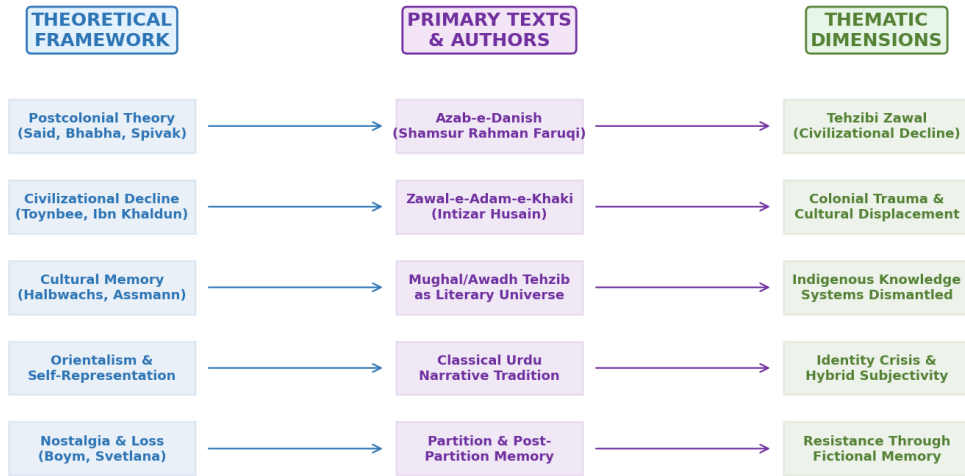 THEORETICAL
FRAMEWORK
PRIMARY TEXTS
& AUTHORS
THEMATIC
DIMENSIONS
Postcolonial Theory
(Said, Bhabha, Spivak)
Azab-e-Danish
(Shamsur Rahman Faruqi)
Tehzibi Zawal
(Civilizational Decline)
Civilizational Decline
(Toynbee, Ibn Khaldun)
Zawal-e-Adam-e-Khaki
(Intizar Husain)
Colonial Trauma &
Cultural Displacement
Cultural Memory
(Halbwachs, Assmann)
Mughal/Awadh Tehzib
as Literary Universe
Indigenous Knowledge
Systems Dismantled
Orientalism &
Self-Representation
Classical Urdu
Narrative Tradition
Identity Crisis &
Hybrid Subjectivity
Nostalgia & Loss
(Boym, Svetlana)
Partition & Post-
Partition Memory
Resistance Through
Fictional Memory